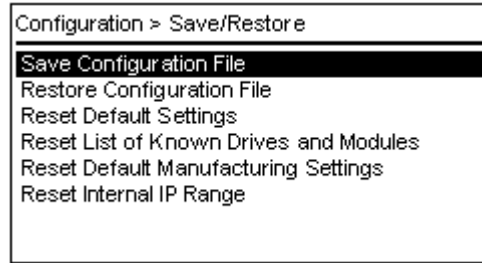 Configuration > Save/Restore
Save Configuration File
Restore Configuration File
Reset Default Settings
Reset List of Known Drives and Modules
Reset Default Manufacturing Settings
Reset Internal IP Range